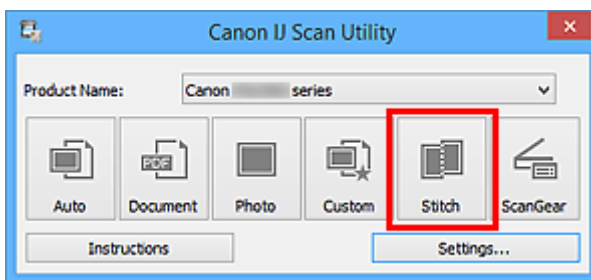 Canon IJ Scan Utility
Product Name: Canon series
PDF
Auto Document Photo Custom Stitch ScanGear
Instructions Settings...